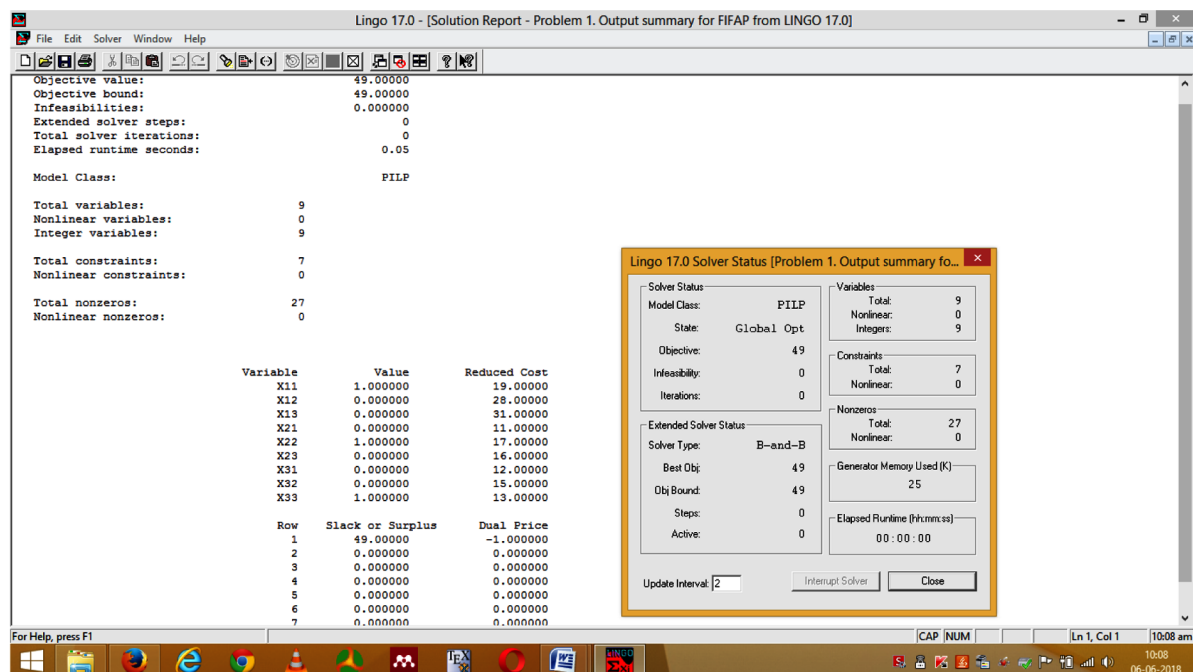 Lingo 17.0 - [Solution Report - Problem 1. Output summary for FIFAP from LINGO 17.0]
File Edit Solver Window Help
Objective value: 49.00000
Objective bound: 49.00000
Infeasibilities: 0.000000
Extended solver steps: 0
Total solver iterations: 0
Elapsed runtime seconds: 0.05
Model Class: PILP
Total variables: 9
Nonlinear variables: 0
Integer variables: 9
Total constraints: 7
Nonlinear constraints: 0
Total nonzeros: 27
Nonlinear nonzeros: 0
Variable Value Reduced Cost
X11 1.000000 19.00000
X12 0.000000 28.00000
X13 0.000000 31.00000
X21 0.000000 11.00000
X22 1.000000 17.00000
X23 0.000000 16.00000
X31 0.000000 12.00000
X32 0.000000 15.00000
X33 1.000000 13.00000
Row Slack or Surplus Dual Price
1 49.00000 -1.000000
2 0.000000 0.000000
3 0.000000 0.000000
4 0.000000 0.000000
5 0.000000 0.000000
6 0.000000 0.000000
7 0.000000 0.000000
Lingo 17.0 Solver Status [Problem 1. Output summary fo...
Solver Status
Model Class: PILP
State: Global Opt
Objective: 49
Infeasibility: 0
Iterations: 0
Extended Solver Status
Solver Type: B-and-B
Best Obj: 49
Obj Bound: 49
Steps: 0
Active: 0
Variables
Total: 9
Nonlinear: 0
Integers: 9
Constraints
Total: 7
Nonlinear: 0
Nonzeros
Total: 27
Nonlinear: 0
Generator Memory Used (K)
25
Elapsed Runtime (hh:mm:ss)
00:00:00
Update Interval: 2
Interrupt Solver
Close
For Help, press F1
CAP NUM
Ln 1, Col 1
10:08 am
TEX
LINGO
10:08
06-06-2018